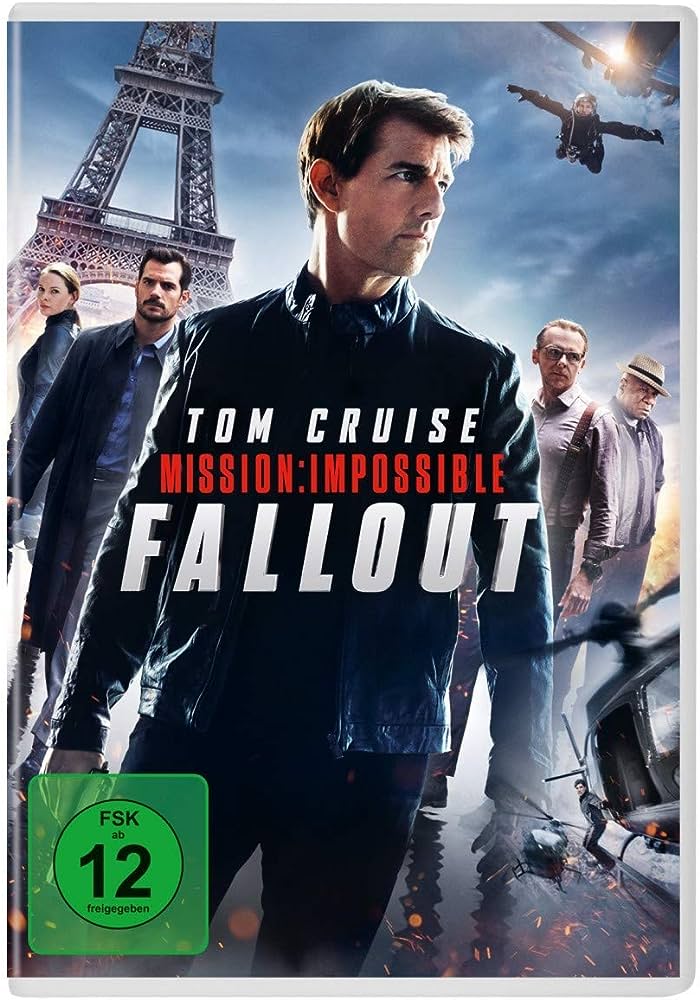 TOM CRUISE
MISSION:IMPOSSIBLE
FALLOUT
FSK
ab
12
freigegeben